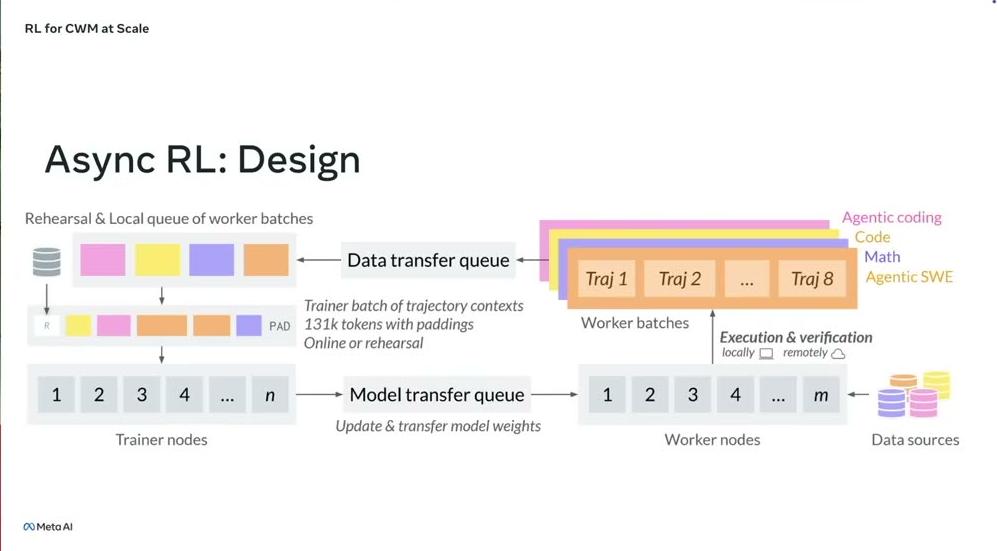 RL for CWM at Scale
Async RL: Design
Rehearsal & Local queue of worker batches
Data transfer queue
Agentic coding
Code
Math
Agentic SWE
Traj 1
Traj 2
...
Traj 8
R
PAD
Trainer batch of trajectory contexts
131k tokens with paddings
Online or rehearsal
Worker batches
Execution & verification
locally
remotely
1
2
3
4
...
n
Model transfer queue
1
2
3
4
...
m
Update & transfer model weights
Trainer nodes
Worker nodes
Data sources
Meta AI